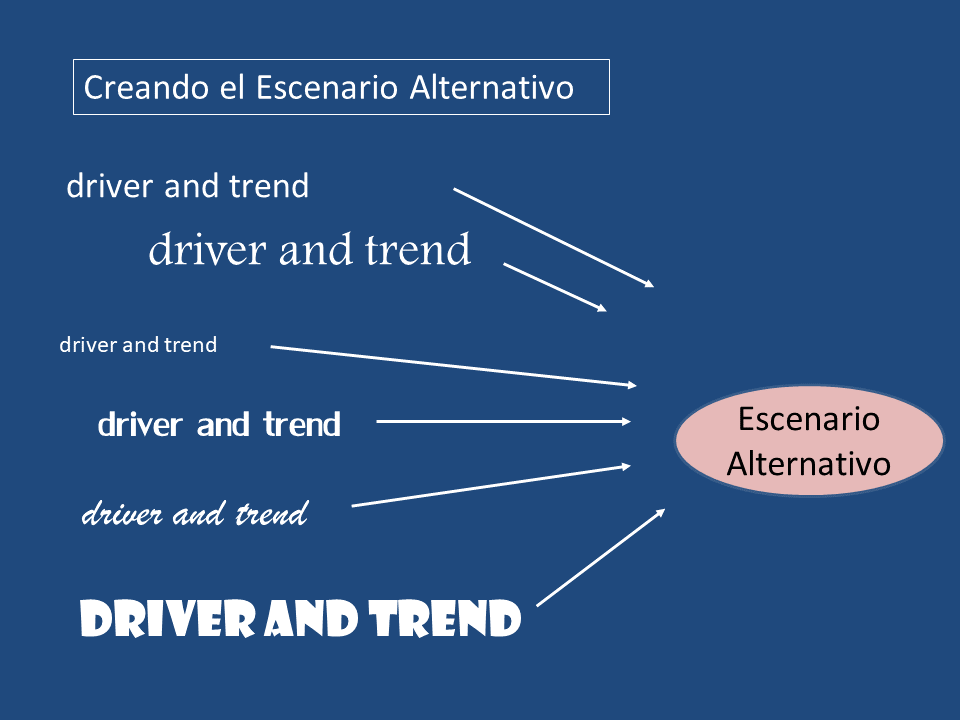 Creando el Escenario Alternativo
driver and trend
driver and trend
driver and trend
driver and trend
driver and trend
DRIVER AND TREND
Escenario
Alternativo